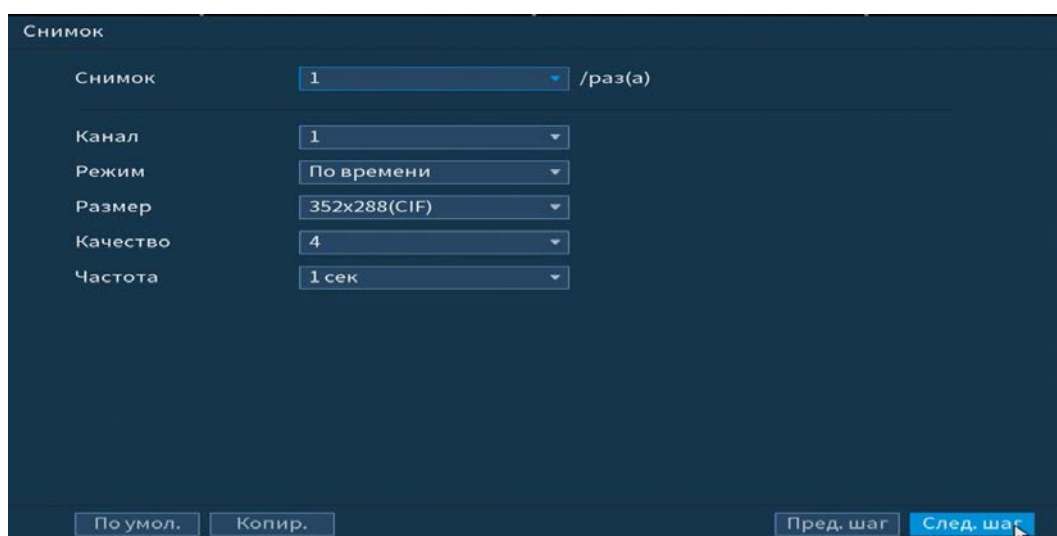 Снимок
Снимок 1 /раз(а)
Канал 1
Режим По времени
Размер 352x288(CIF)
Качество 4
Частота 1 сек
По умол. Копир. Пред. шаг След. шаг